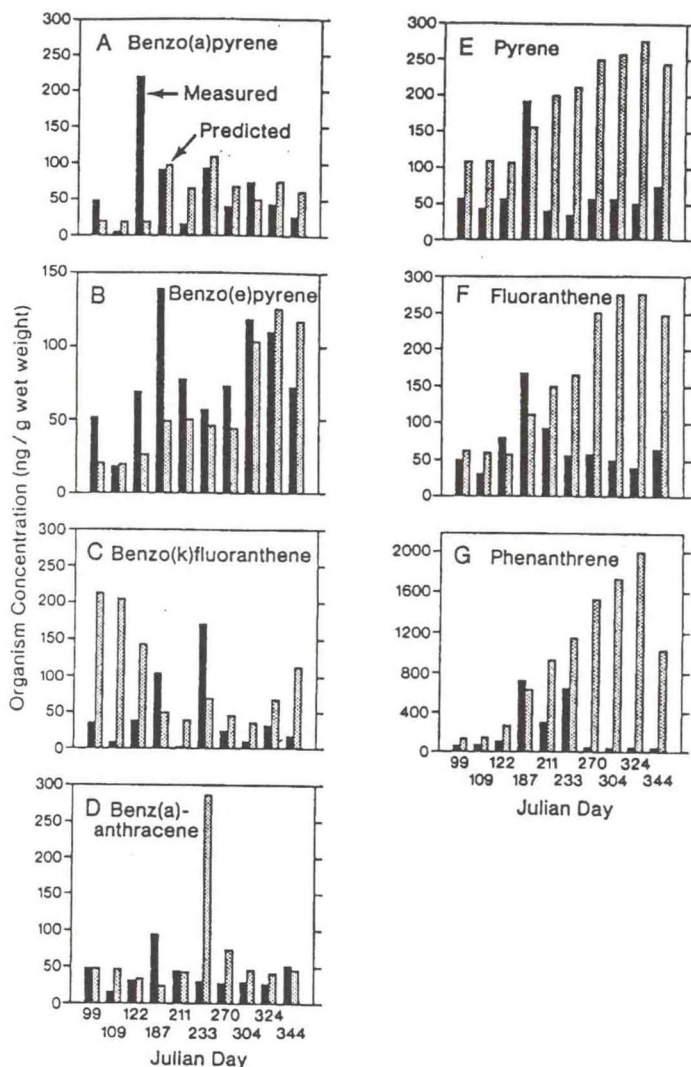 Organism Concentration (ng / g wet weight)
A Benzo(a)pyrene
Measured
Predicted
300
250
200
150
100
50
0
B Benzo(e)pyrene
150
100
50
0
C Benzo(k)fluoranthene
300
250
200
150
100
50
0
D Benz(a)-
anthracene
300
250
200
150
100
50
0
99 122 211 270 324
109 187 233 304 344
Julian Day
E Pyrene
300
250
200
150
100
50
0
F Fluoranthene
300
250
200
150
100
50
0
G Phenanthrene
2000
1600
1200
800
400
0
99 122 211 270 324
109 187 233 304 344
Julian Day